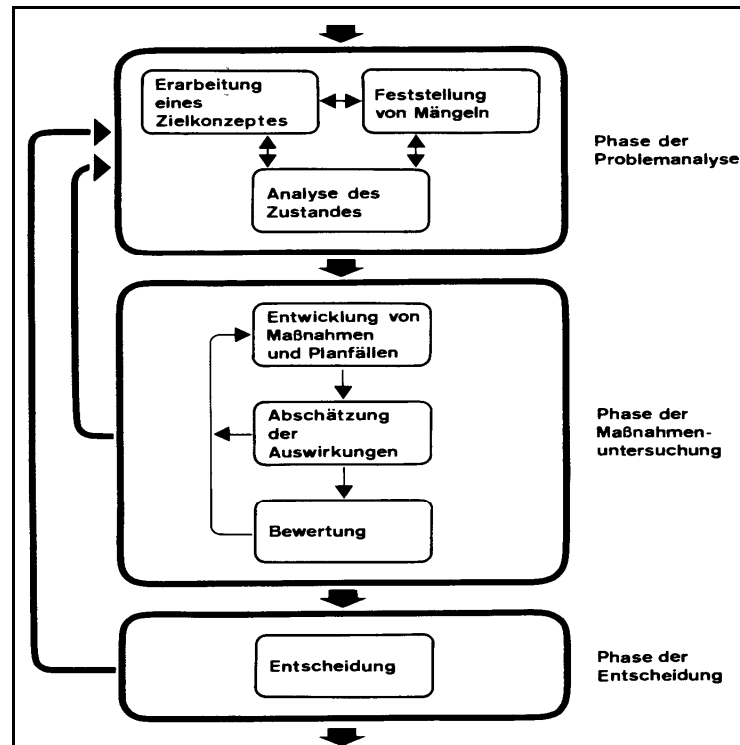 Erarbeitung
eines
Zielkonzeptes
Feststellung
von Mängeln
Analyse des
Zustandes
Phase der
Problemanalyse
Entwicklung von
Maßnahmen
und Planfällen
Abschätzung
der
Auswirkungen
Bewertung
Phase der
Maßnahmen-
untersuchung
Entscheidung
Phase der
Entscheidung